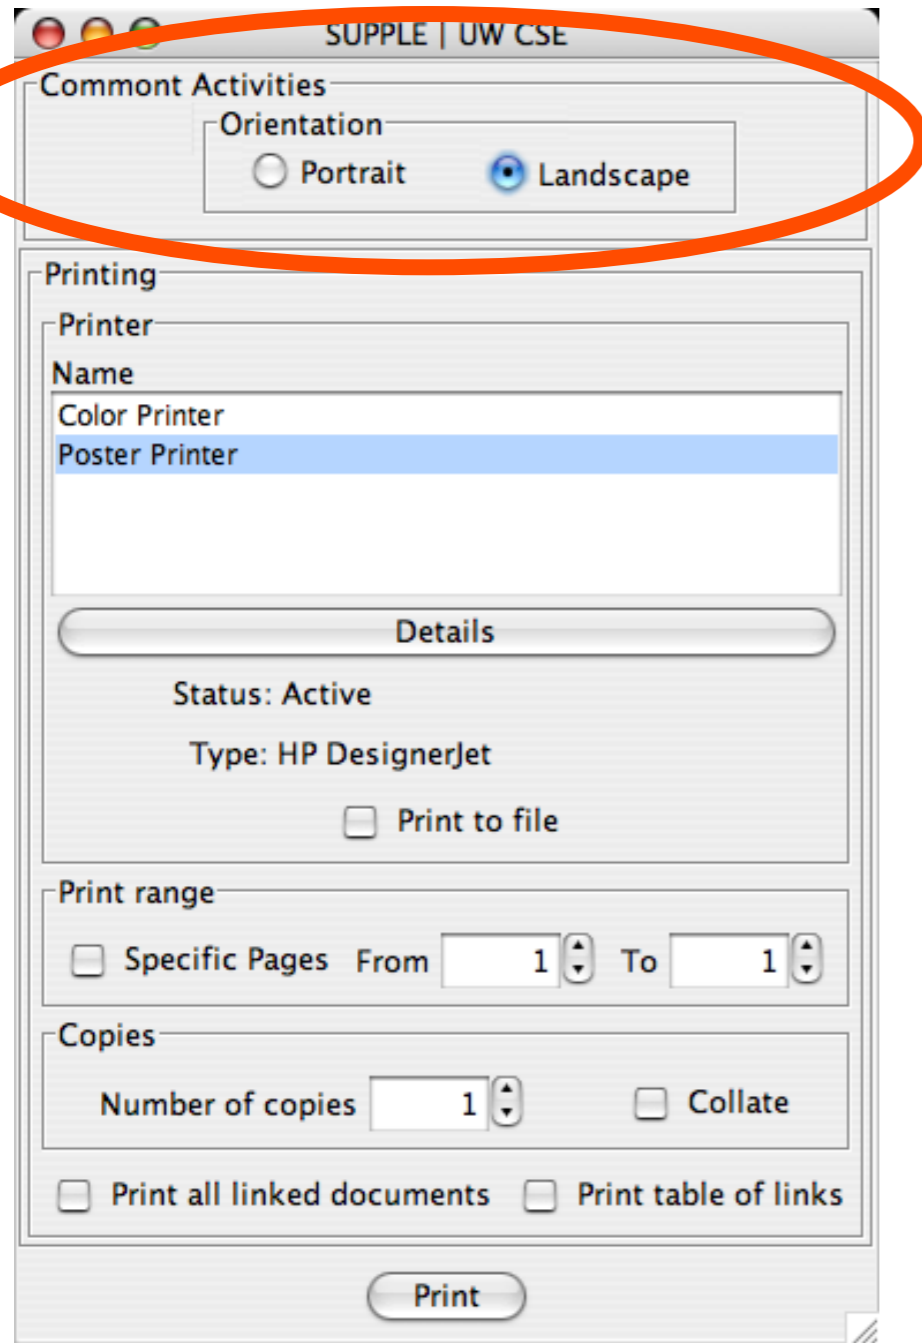 SUPPLE | UW CSE
Commont Activities
Orientation
Portrait Landscape
Printing
Printer
Name
Color Printer
Poster Printer
Details
Status: Active
Type: HP DesignerJet
Print to file
Print range
Specific Pages From 1 To 1
Copies
Number of copies 1 Collate
Print all linked documents Print table of links
Print